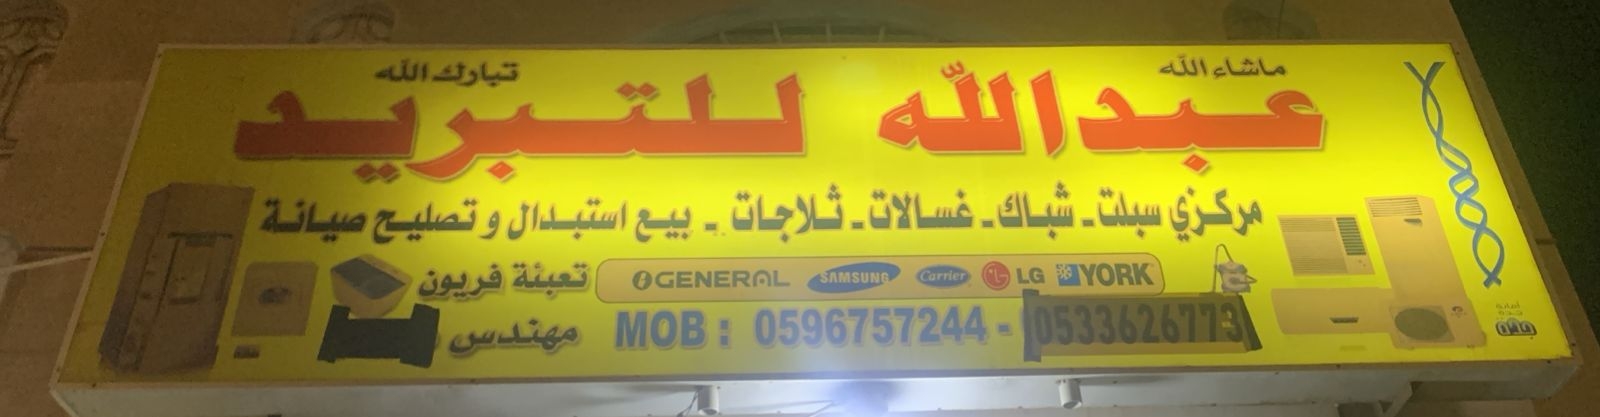 ماشاء الله تبارك الله
عبدالله للتبريد
مركزي سبلت ـ شباك ـ غسالات ـ ثلاجات ـ بيع استبدال و تصليح صيانة
GENERAL SAMSUNG Carrier LG YORK تعبئة فريون
MOB : 0596757244 - 0533626773 مهندس